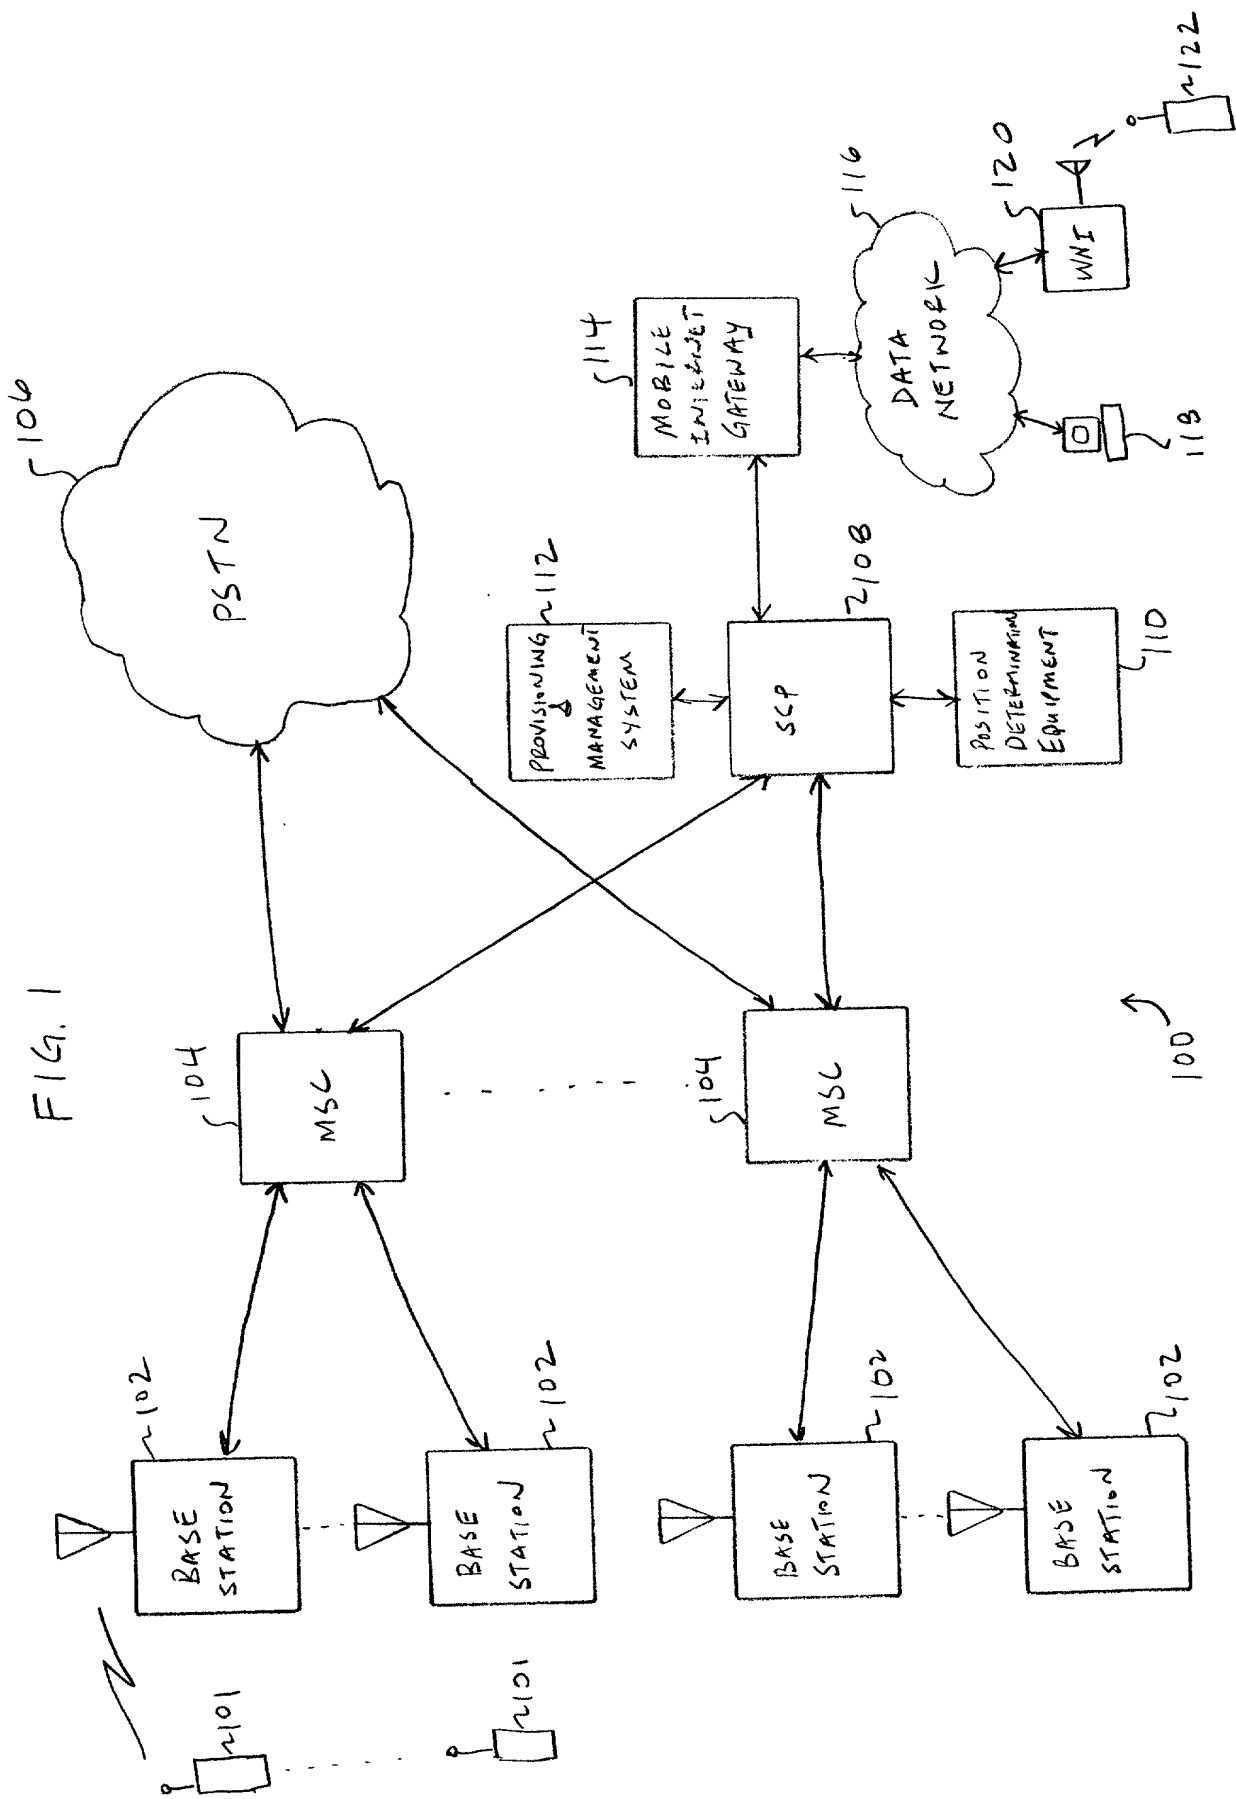 FIG. 1
106
PSTN
104
MSC
104
MSC
102
BASE
STATION
102
BASE
STATION
102
BASE
STATION
102
BASE
STATION
101
101
112
PROVISIONING
&
MANAGEMENT
SYSTEM
108
SCP
110
POSITION
DETERMINATION
EQUIPMENT
114
MOBILE
INTERNET
GATEWAY
116
DATA
NETWORK
118
120
WNI
122
100